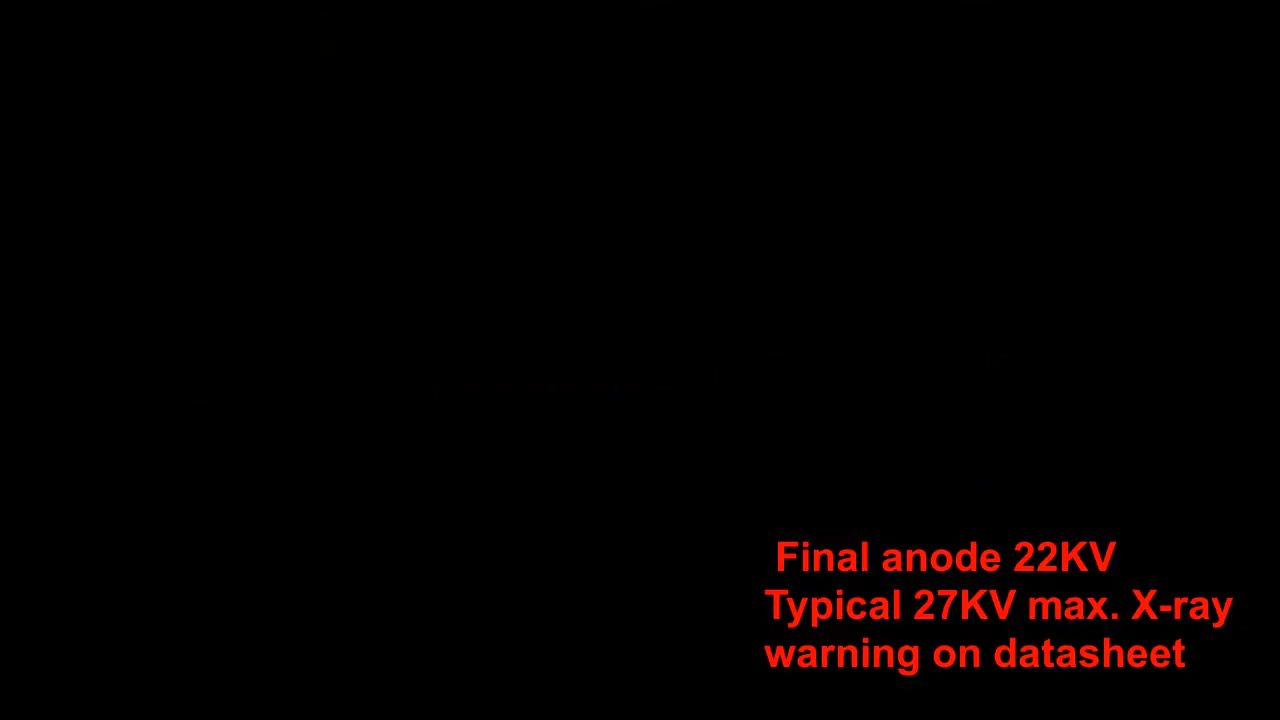 Final anode 22KV
Typical 27KV max. X-ray
warning on datasheet